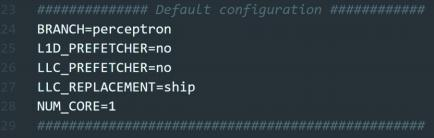 23 ############## Default configuration ############
24 BRANCH=perceptron
25 L1D_PREFETCHER=no
26 LLC_PREFETCHER=no
27 LLC_REPLACEMENT=ship
28 NUM_CORE=1
29 #################################################